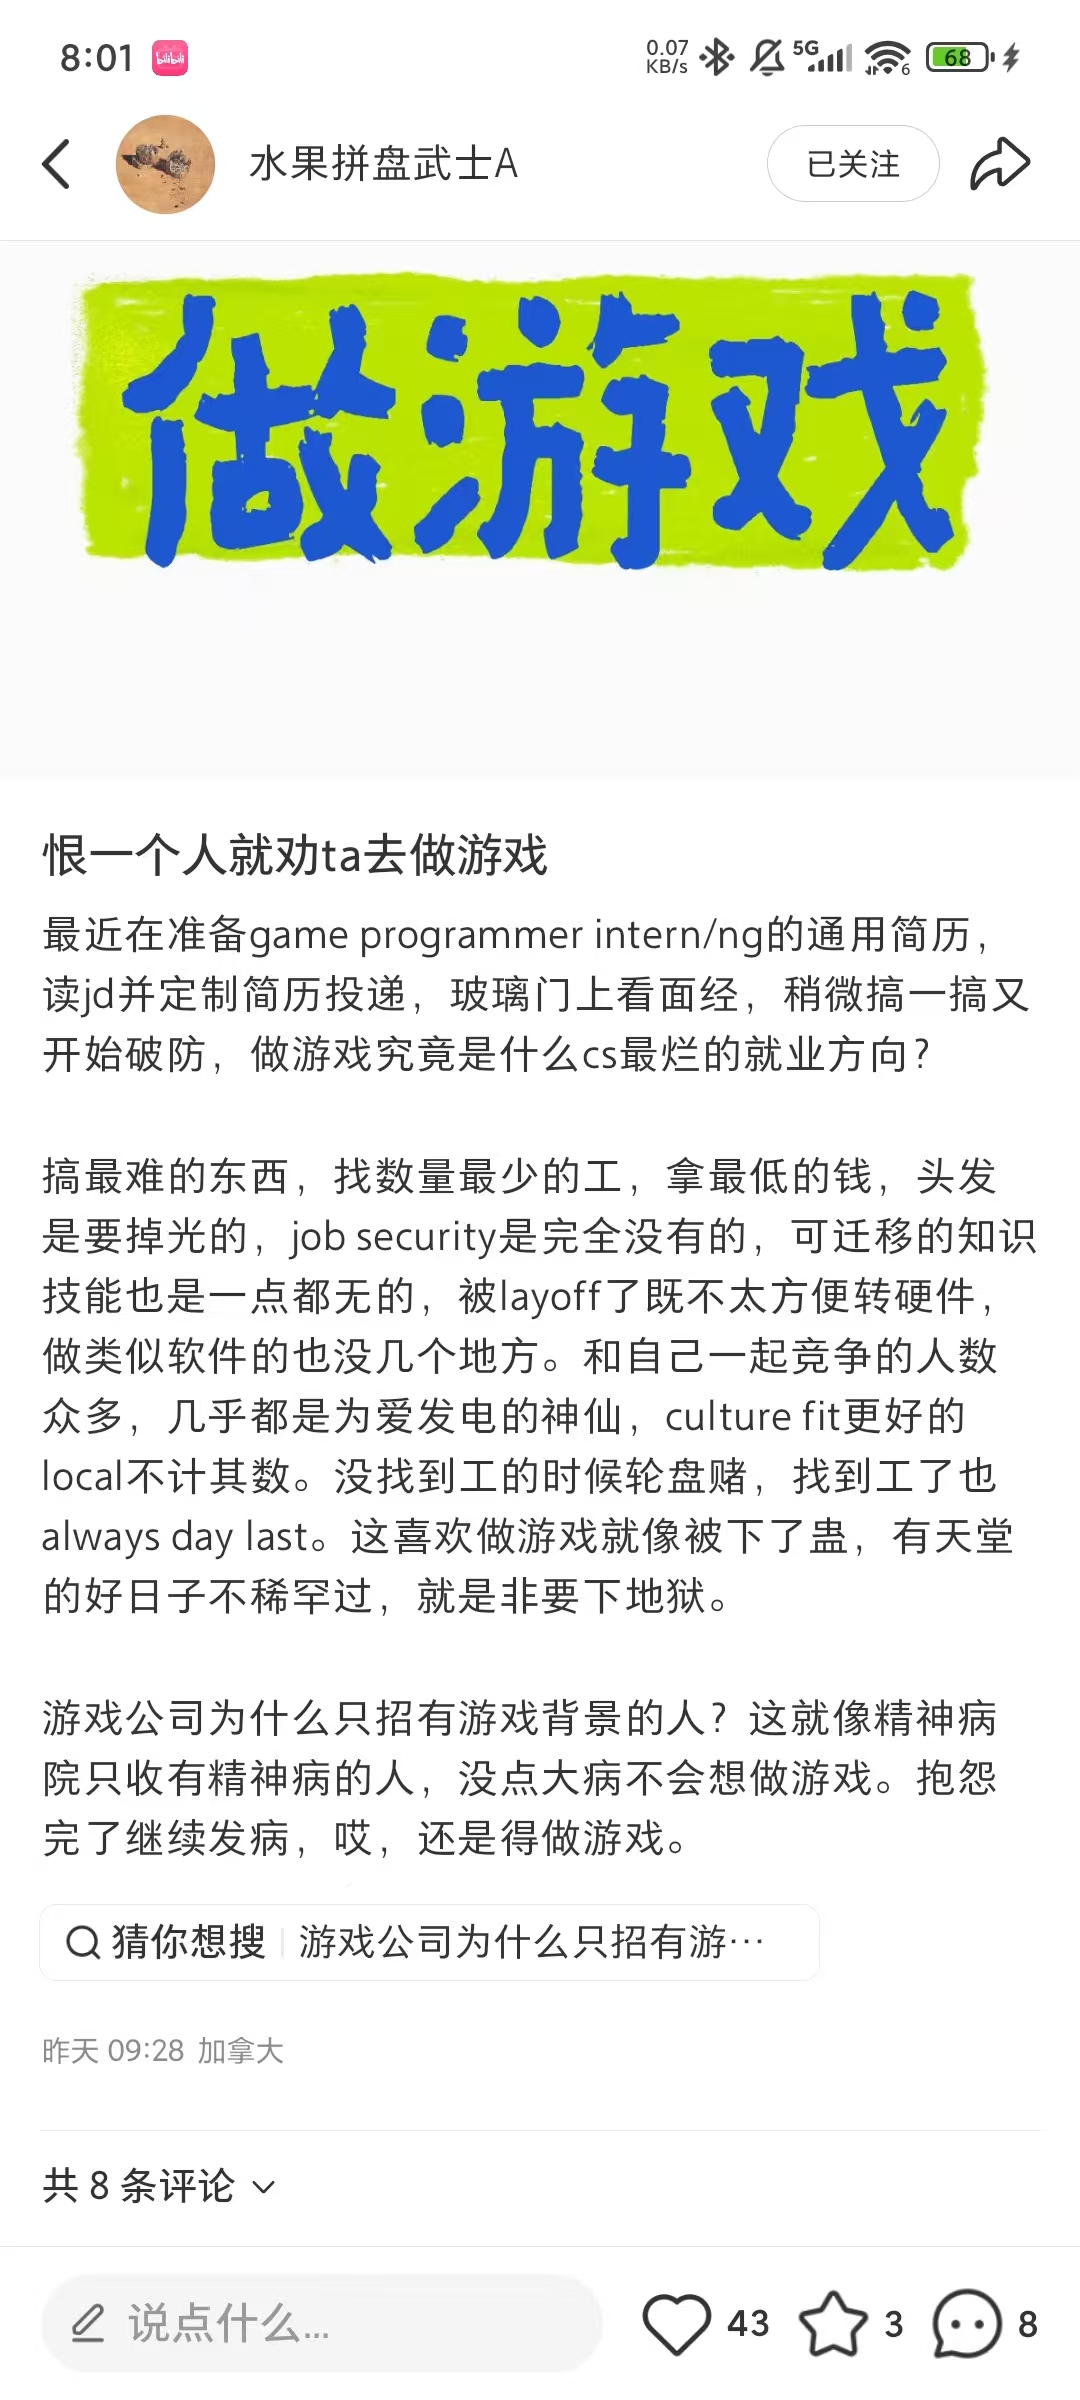 8:01
bilibili
0.07
KB/s
5G
6
68
水果拼盘武士A
已关注
做游戏
恨一个人就劝ta去做游戏
最近在准备game programmer intern/ng的通用简历，
读jd并定制简历投递，玻璃门上看面经，稍微搞一搞又
开始破防，做游戏究竟是什么cs最烂的就业方向？
搞最难的东西，找数量最少的工，拿最低的钱，头发
是要掉光的，job security是完全没有的，可迁移的知识
技能也是一点都无的，被layoff了既不太方便转硬件，
做类似软件的也没几个地方。和自己一起竞争的人数
众多，几乎都是为爱发电的神仙，culture fit更好的
local不计其数。没找到工的时候轮盘赌，找到工了也
always day last。这喜欢做游戏就像被下了蛊，有天堂
的好日子不稀罕过，就是非要下地狱。
游戏公司为什么只招有游戏背景的人？这就像精神病
院只收有精神病的人，没点大病不会想做游戏。抱怨
完了继续发病，哎，还是得做游戏。
猜你想搜 游戏公司为什么只招有游…
昨天 09:28 加拿大
共 8 条评论
说点什么...
43
3
8